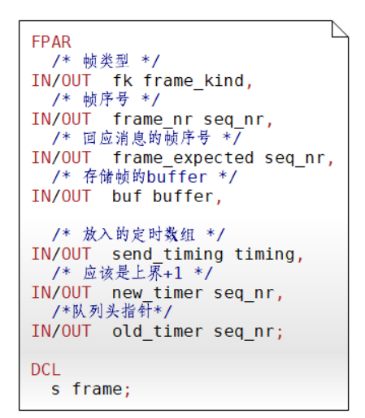 FPAR
/* 帧类型 */
IN/OUT fk frame_kind,
/* 帧序号 */
IN/OUT frame_nr seq_nr,
/* 回应消息的帧序号 */
IN/OUT frame_expected seq_nr,
/* 存储帧的buffer */
IN/OUT buf buffer,
/* 放入的定时数组 */
IN/OUT send_timing timing,
/* 应该是上界+1 */
IN/OUT new_timer seq_nr,
/*队列头指针*/
IN/OUT old_timer seq_nr;
DCL
s frame;